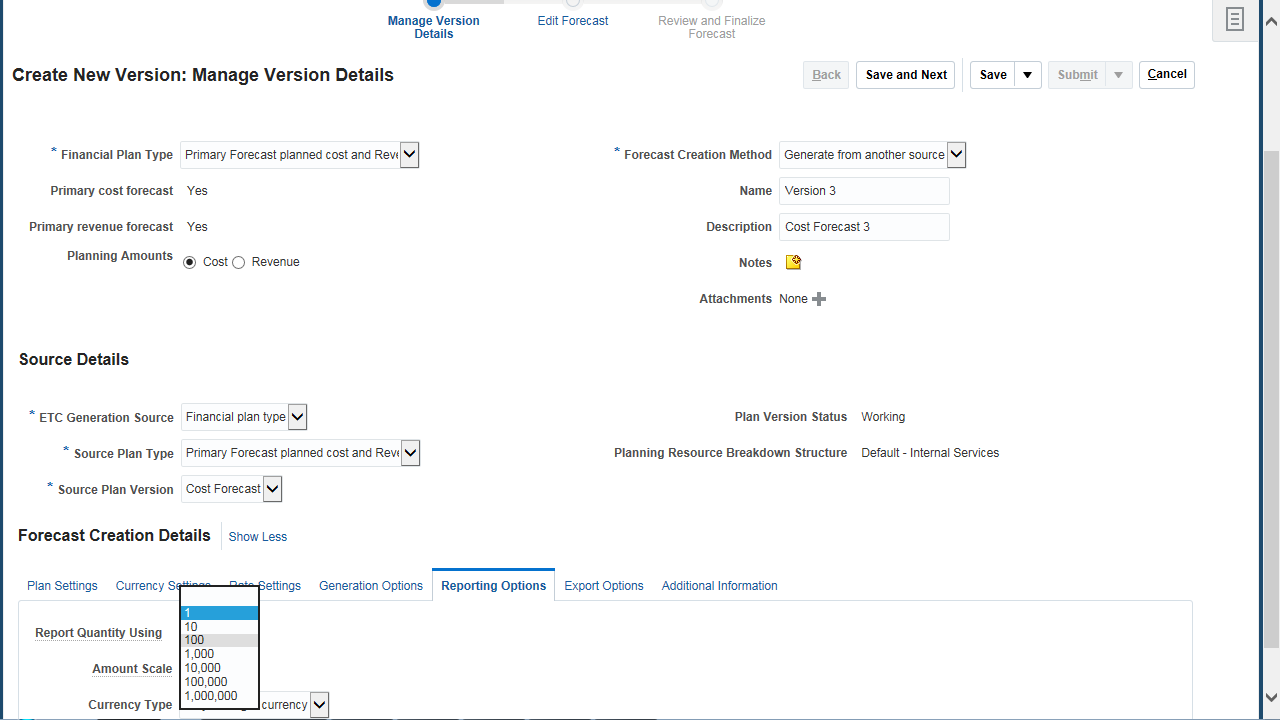 Manage Version
Details
Edit Forecast
Review and Finalize
Forecast
Create New Version: Manage Version Details
Back
Save and Next
Save
Submit
Cancel
* Financial Plan Type
Primary Forecast planned cost and Reve
* Forecast Creation Method
Generate from another source
Primary cost forecast Yes
Name Version 3
Primary revenue forecast Yes
Description Cost Forecast 3
Planning Amounts
Cost Revenue
Notes
Attachments None
Source Details
* ETC Generation Source Financial plan type
Plan Version Status Working
* Source Plan Type Primary Forecast planned cost and Reve
Planning Resource Breakdown Structure Default - Internal Services
* Source Plan Version Cost Forecast
Forecast Creation Details Show Less
Plan Settings
Currency Settings
Rate Settings
Generation Options
Reporting Options
Export Options
Additional Information
Report Quantity Using
Amount Scale
1
10
100
1,000
10,000
100,000
1,000,000
Currency Type
currency